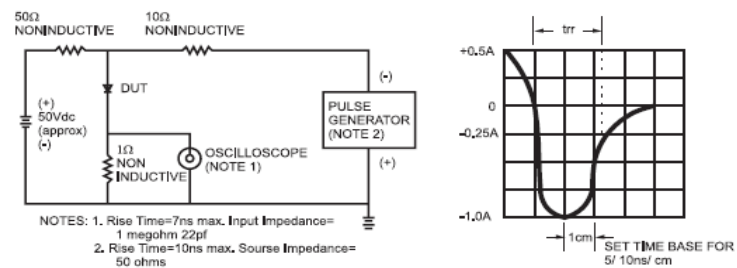 50Ω
NONINDUCTIVE
10Ω
NONINDUCTIVE
(+)
50Vdc
(approx)
(-)
DUT
1Ω
NON
INDUCTIVE
OSCILLOSCOPE
(NOTE 1)
(-)
PULSE
GENERATOR
(NOTE 2)
(+)
NOTES: 1. Rise Time=7ns max. Input Impedance=
1 megohm 22pf
2. Rise Time=10ns max. Sourse Impedance=
50 ohms
trr
+0.5A
0
-0.25A
-1.0A
1cm
SET TIME BASE FOR
5/ 10ns/ cm